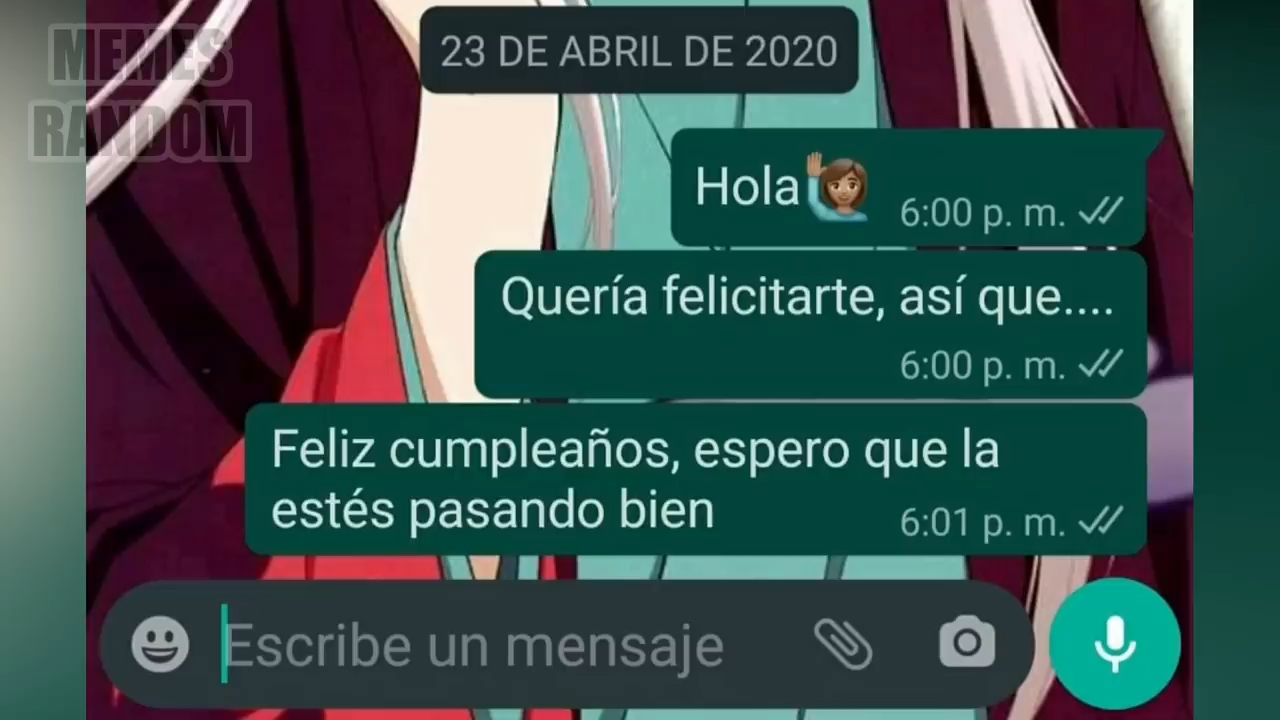 MEMES
RANDOM
23 DE ABRIL DE 2020
Hola🙋🏽‍♀️
6:00 p. m.
Quería felicitarte, así que....
6:00 p. m.
Feliz cumpleaños, espero que la
estés pasando bien
6:01 p. m.
Escribe un mensaje